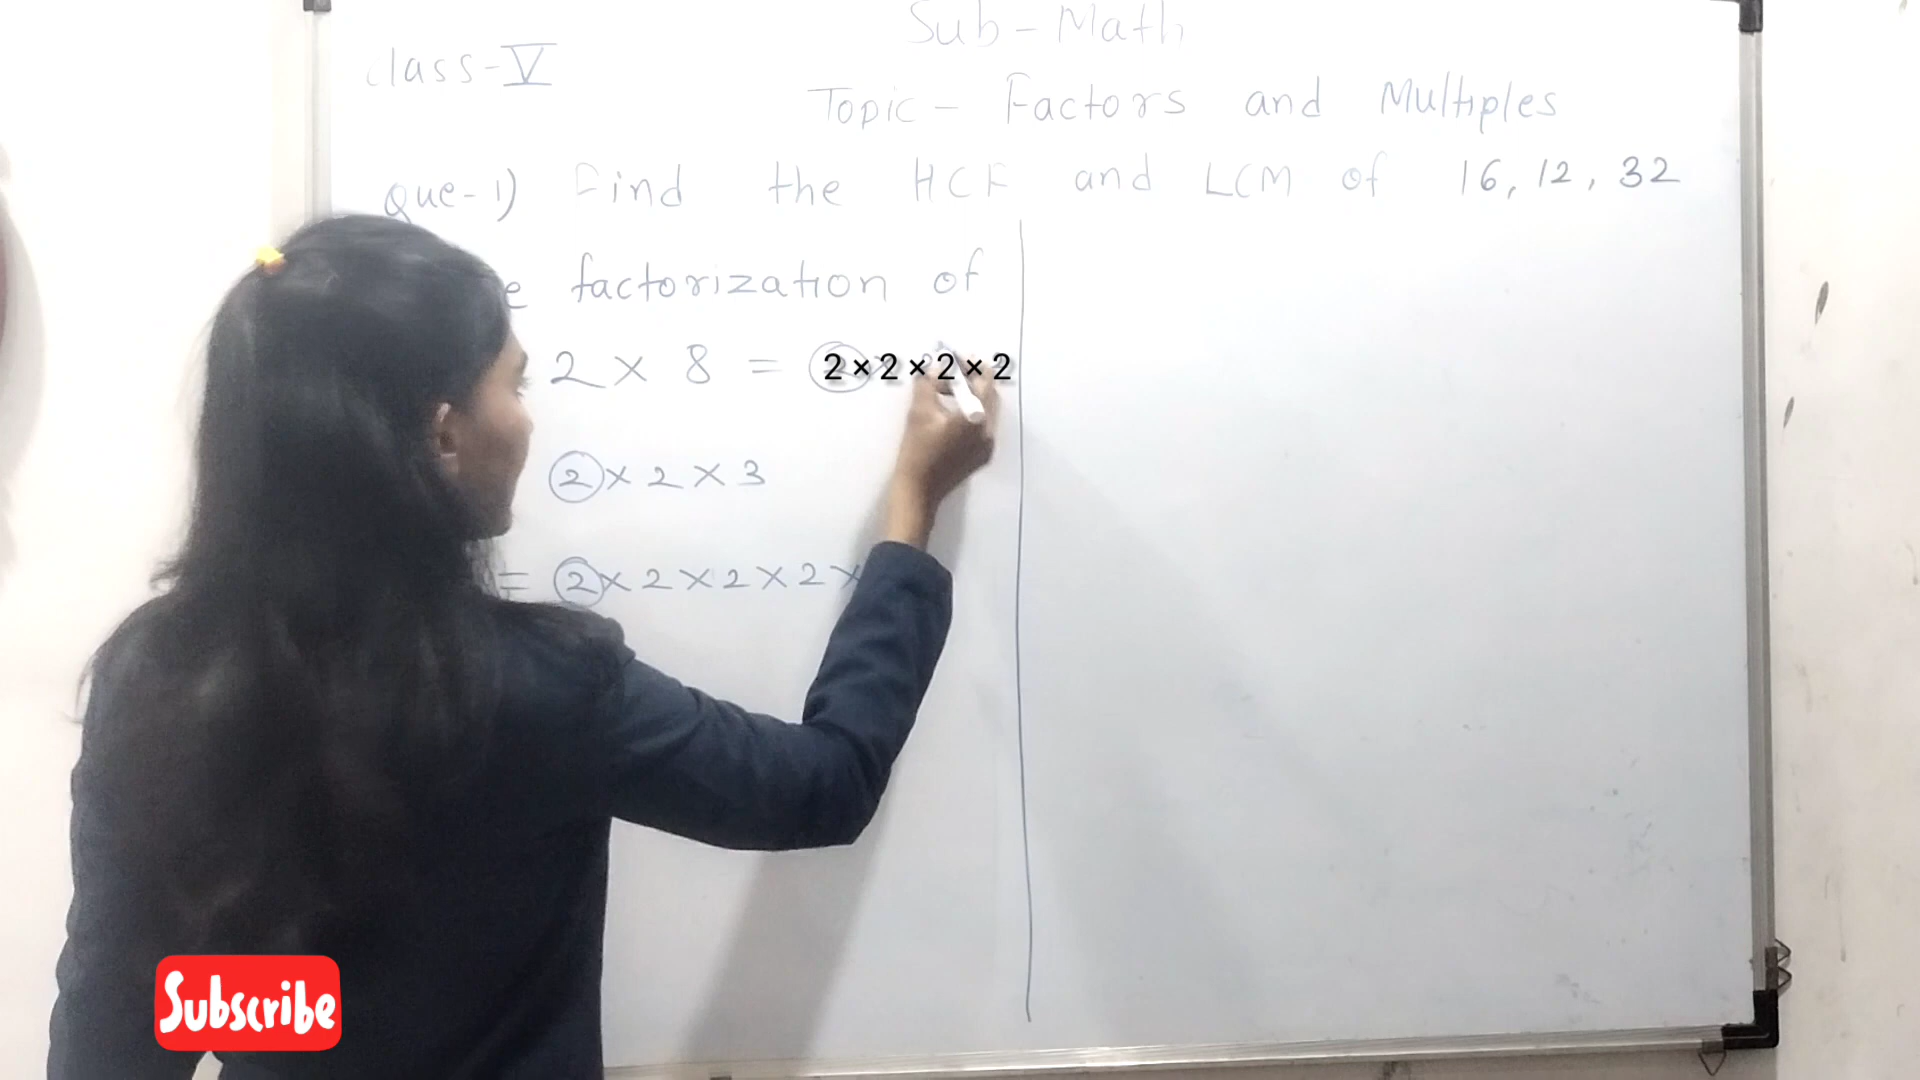 Sub - Math
Class - V
Topic - Factors and Multiples
Que-1) Find the HCF and LCM of 16, 12, 32
factorization of
2 × 8 = 2 × 2 × 2 × 2
2 × 2 × 3
= 2 × 2 × 2 × 2 ×
Subscribe